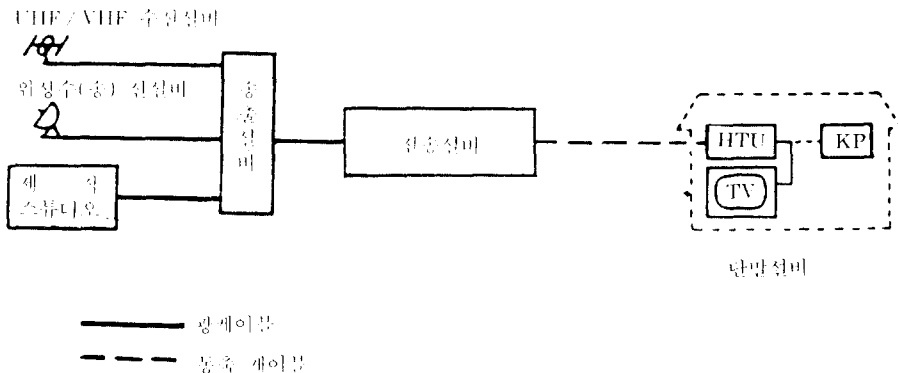 UHF / VHF 수신설비
위성수(송) 신설비
송출설비
제 작
스튜디오
전송설비
HTU
KP
TV
단말설비
광케이블
동축 케이블